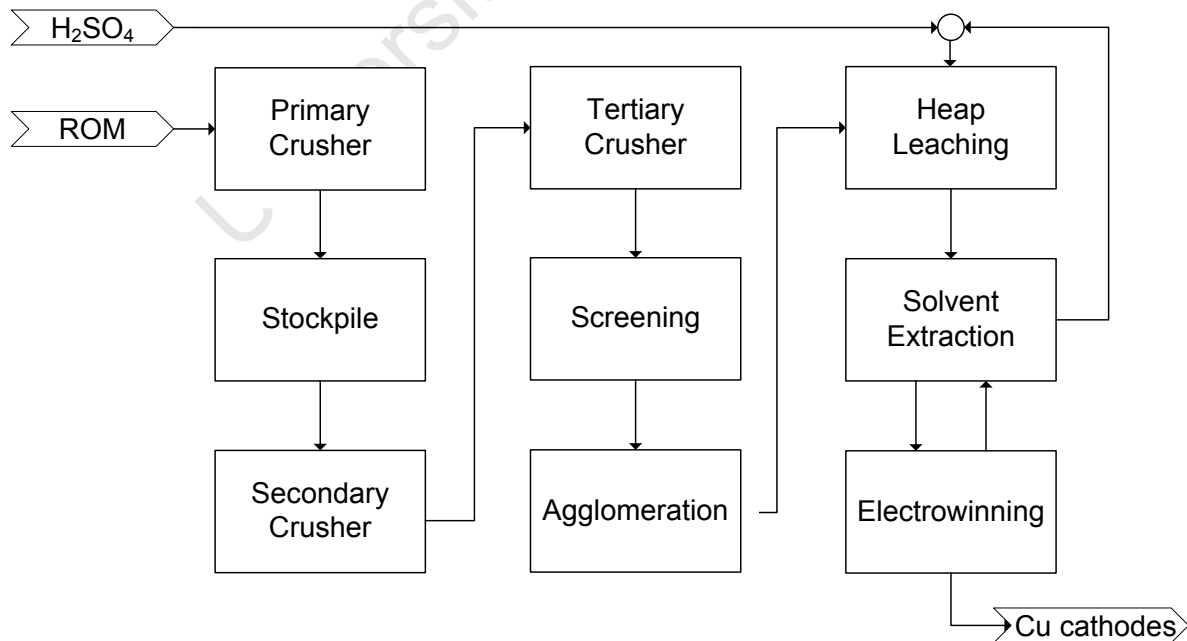 H₂SO₄
ROM
Primary
Crusher
Stockpile
Secondary
Crusher
Tertiary
Crusher
Screening
Agglomeration
Heap
Leaching
Solvent
Extraction
Electrowinning
Cu cathodes